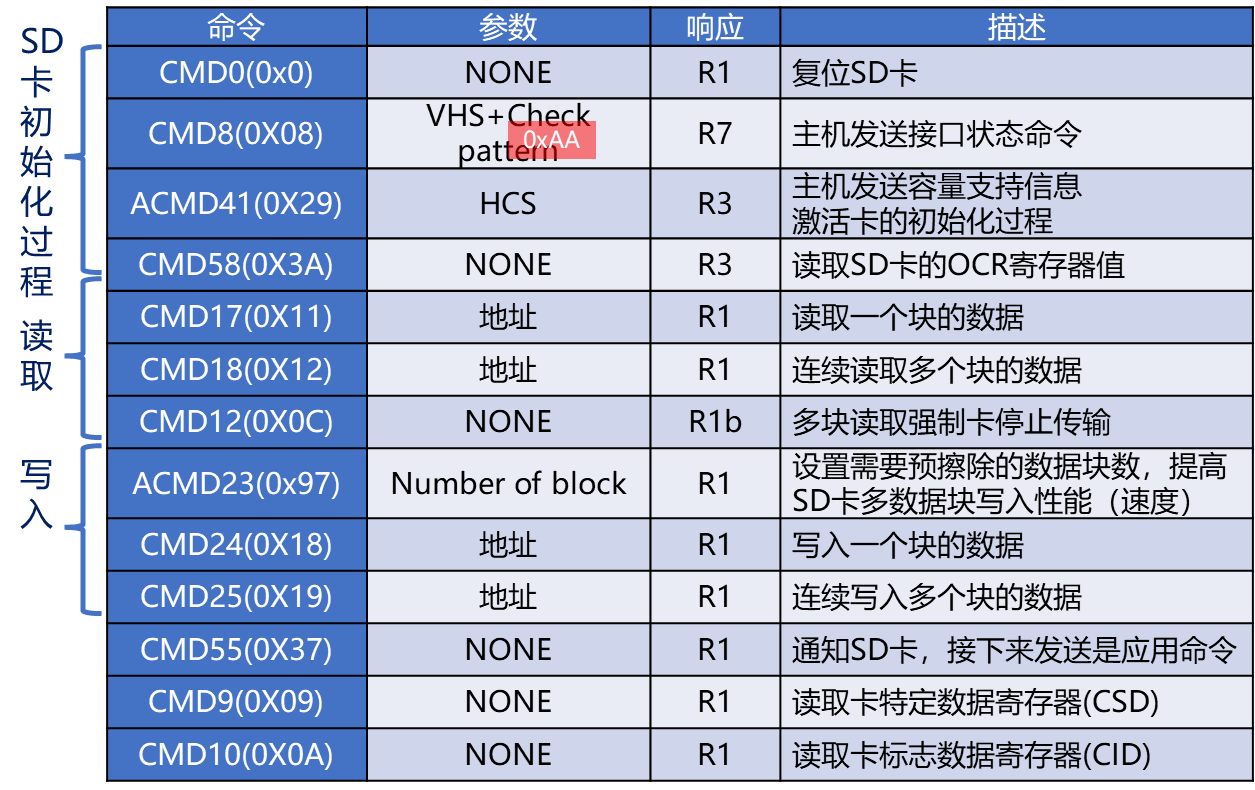 SD卡初始化过程
读取
写入
命令 参数 响应 描述
CMD0(0x0) NONE R1 复位SD卡
CMD8(0X08) VHS+Check pattern 0xAA R7 主机发送接口状态命令
ACMD41(0X29) HCS R3 主机发送容量支持信息
激活卡的初始化过程
CMD58(0X3A) NONE R3 读取SD卡的OCR寄存器值
CMD17(0X11) 地址 R1 读取一个块的数据
CMD18(0X12) 地址 R1 连续读取多个块的数据
CMD12(0X0C) NONE R1b 多块读取强制卡停止传输
ACMD23(0x97) Number of block R1 设置需要预擦除的数据块数，提高
SD卡多数据块写入性能（速度）
CMD24(0X18) 地址 R1 写入一个块的数据
CMD25(0X19) 地址 R1 连续写入多个块的数据
CMD55(0X37) NONE R1 通知SD卡，接下来发送是应用命令
CMD9(0X09) NONE R1 读取卡特定数据寄存器(CSD)
CMD10(0X0A) NONE R1 读取卡标志数据寄存器(CID)